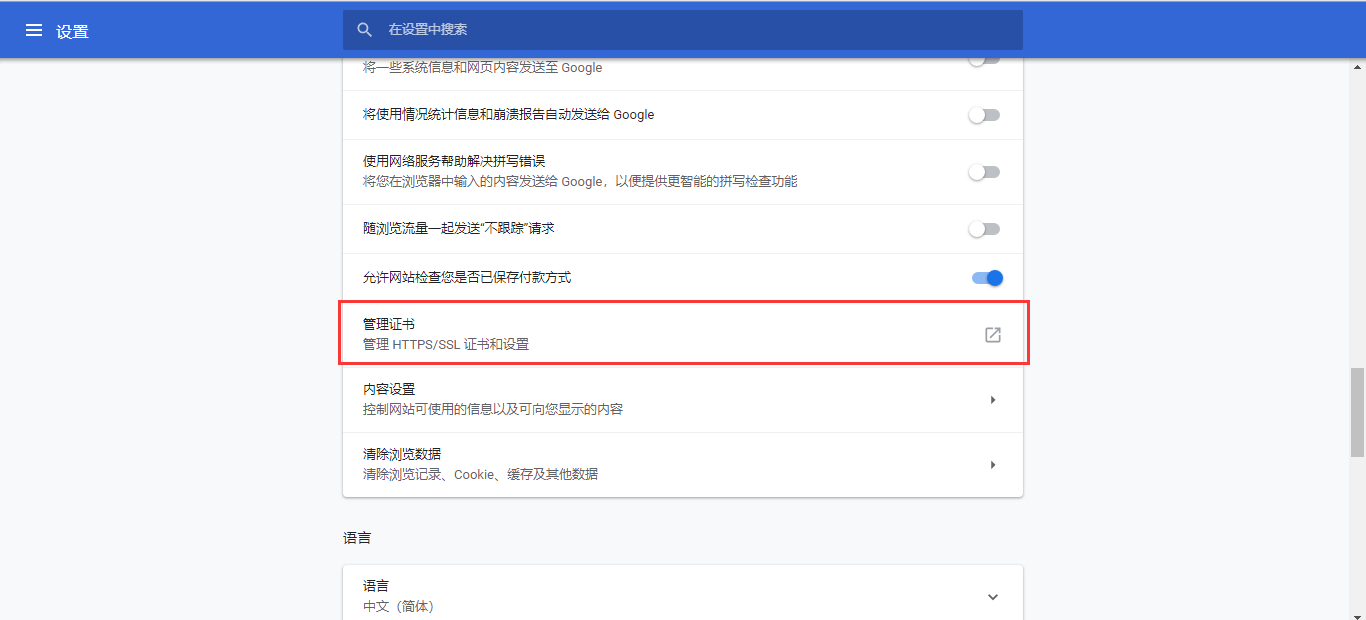 设置
在设置中搜索
将一些系统信息和网页内容发送至 Google
将使用情况统计信息和崩溃报告自动发送给 Google
使用网络服务帮助解决拼写错误
将您在浏览器中输入的内容发送给 Google，以便提供更智能的拼写检查功能
随浏览流量一起发送“不跟踪”请求
允许网站检查您是否已保存付款方式
管理证书
管理 HTTPS/SSL 证书和设置
内容设置
控制网站可使用的信息以及可向您显示的内容
清除浏览数据
清除浏览记录、Cookie、缓存及其他数据
语言
语言
中文（简体）